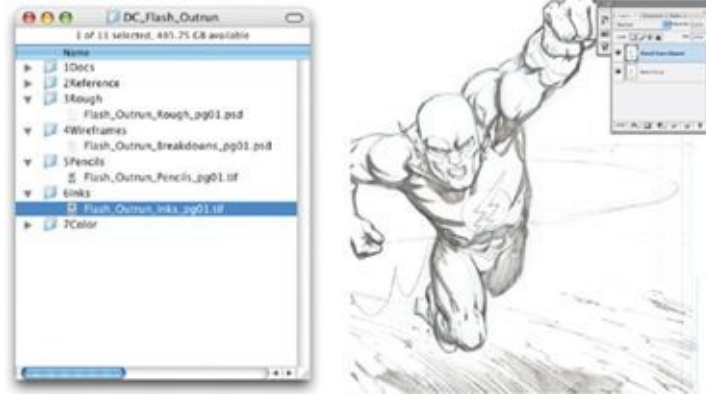 DC_Flash_Outrun
1 of 11 selected, 485.75 GB available
Name
1Docs
2Reference
3Rough
Flash_Outrun_Rough_pg01.psd
4Wireframes
Flash_Outrun_Breakdowns_pg01.psd
5Pencils
Flash_Outrun_Pencils_pg01.tif
6Inks
Flash_Outrun_Inks_pg01.tif
7Color